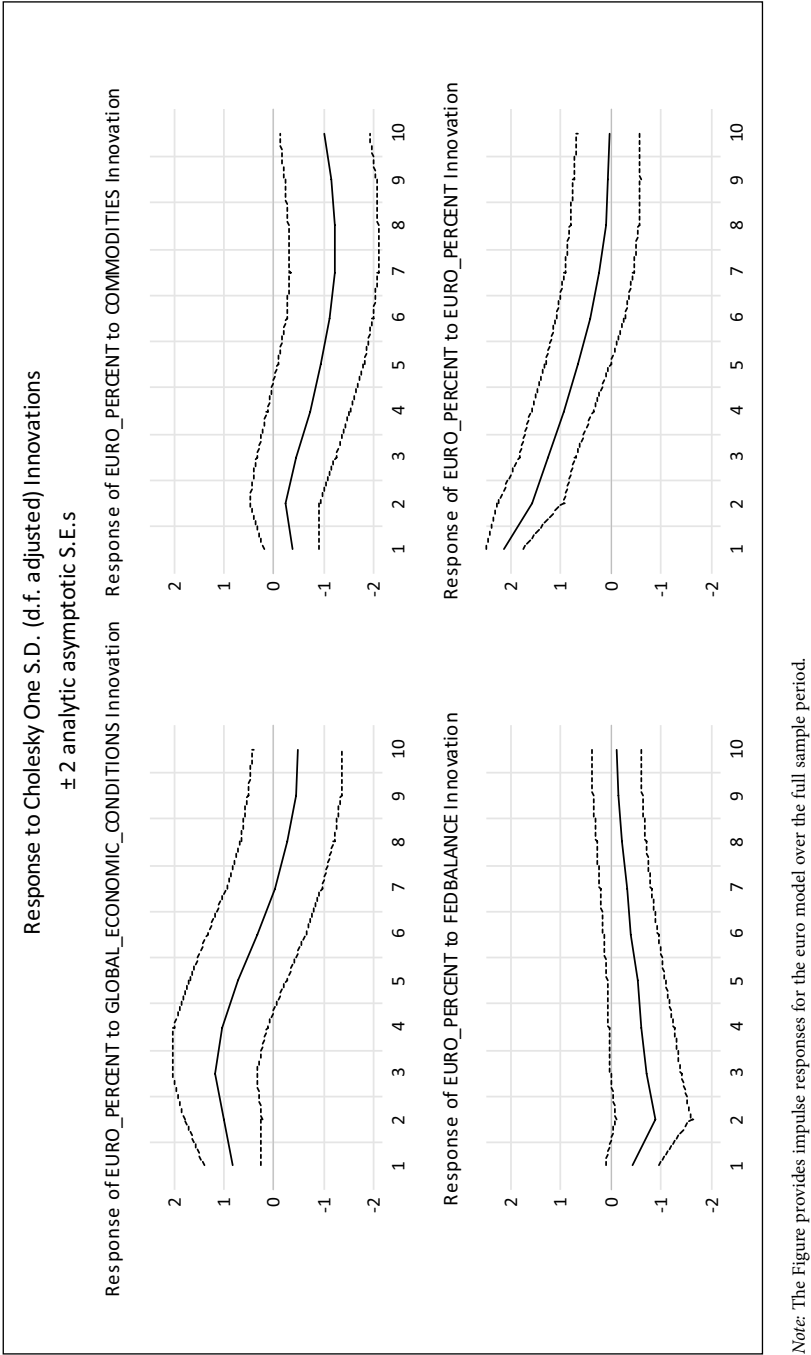 Response to Cholesky One S.D. (d.f. adjusted) Innovations
± 2 analytic asymptotic S.E.s
Response of EURO_PERCENT to GLOBAL_ECONOMIC_CONDITIONS Innovation
2
1
0
-1
-2
1 2 3 4 5 6 7 8 9 10
Response of EURO_PERCENT to COMMODITIES Innovation
2
1
0
-1
-2
1 2 3 4 5 6 7 8 9 10
Response of EURO_PERCENT to FEDBALANCE Innovation
2
1
0
-1
-2
1 2 3 4 5 6 7 8 9 10
Response of EURO_PERCENT to EURO_PERCENT Innovation
2
1
0
-1
-2
1 2 3 4 5 6 7 8 9 10
Note: The Figure provides impulse responses for the euro model over the full sample period.